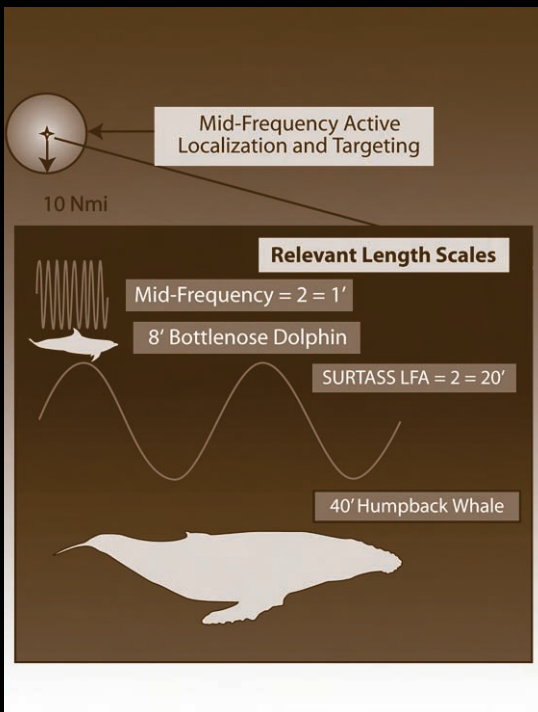 Mid-Frequency Active
Localization and Targeting
10 Nmi
Relevant Length Scales
Mid-Frequency = 2 = 1'
8' Bottlenose Dolphin
SURTASS LFA = 2 = 20'
40' Humpback Whale